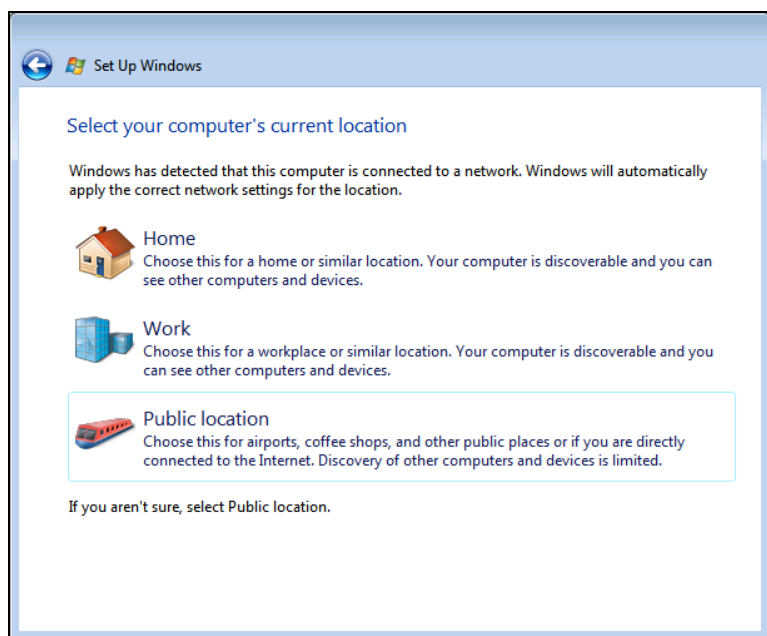 Set Up Windows
Select your computer's current location
Windows has detected that this computer is connected to a network. Windows will automatically
apply the correct network settings for the location.
Home
Choose this for a home or similar location. Your computer is discoverable and you can
see other computers and devices.
Work
Choose this for a workplace or similar location. Your computer is discoverable and you
can see other computers and devices.
Public location
Choose this for airports, coffee shops, and other public places or if you are directly
connected to the Internet. Discovery of other computers and devices is limited.
If you aren't sure, select Public location.